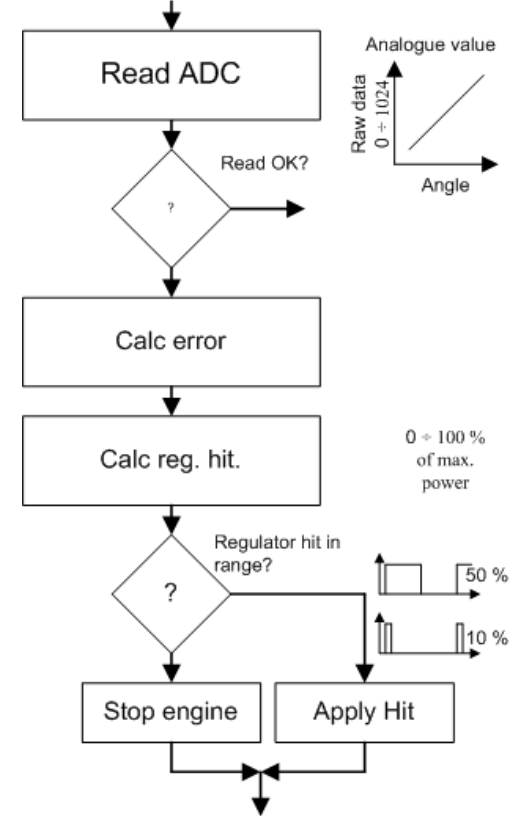 Read ADC
Analogue value
Raw data
0 ÷ 1024
Angle
Read OK?
?
Calc error
Calc reg. hit.
0 ÷ 100 %
of max.
power
Regulator hit in
range?
?
50 %
10 %
Stop engine
Apply Hit